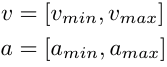 v = [v_{min}, v_{max}]
a = [a_{min}, a_{max}]